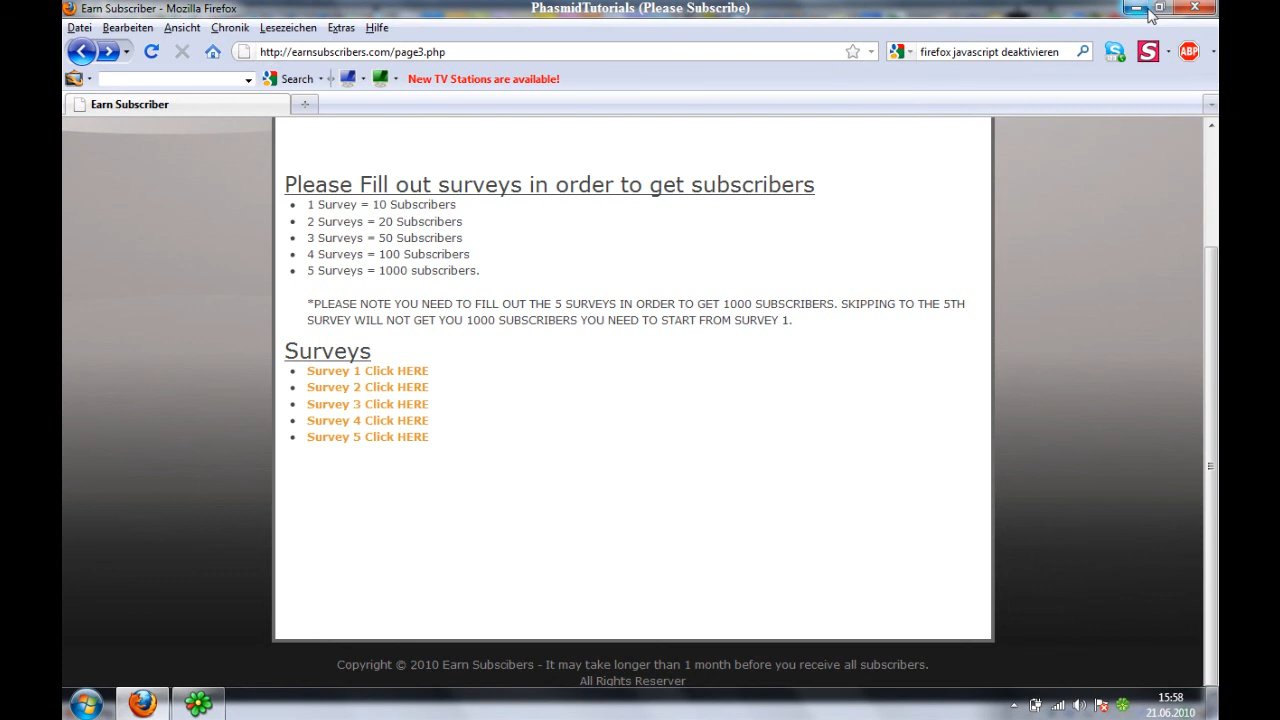 Earn Subscriber - Mozilla Firefox
PhasmidTutorials (Please Subscribe)
Datei Bearbeiten Ansicht Chronik Lesezeichen Extras Hilfe
http://earnsubscribers.com/page3.php
firefox javascript deaktivieren
S
ABP
Search
New TV Stations are available!
Earn Subscriber
Please Fill out surveys in order to get subscribers
1 Survey = 10 Subscribers
2 Surveys = 20 Subscribers
3 Surveys = 50 Subscribers
4 Surveys = 100 Subscribers
5 Surveys = 1000 subscribers.
*PLEASE NOTE YOU NEED TO FILL OUT THE 5 SURVEYS IN ORDER TO GET 1000 SUBSCRIBERS. SKIPPING TO THE 5TH
SURVEY WILL NOT GET YOU 1000 SUBSCRIBERS YOU NEED TO START FROM SURVEY 1.
Surveys
Survey 1 Click HERE
Survey 2 Click HERE
Survey 3 Click HERE
Survey 4 Click HERE
Survey 5 Click HERE
Copyright © 2010 Earn Subscibers - It may take longer than 1 month before you receive all subscribers.
All Rights Reserver
15:58
21.06.2010